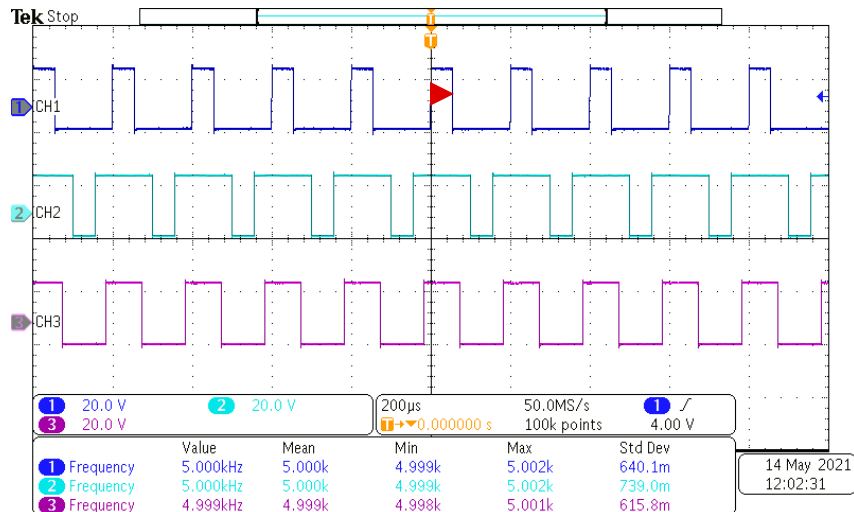 Tek Stop
T
T
1 CH1
2 CH2
3 CH3
1 20.0 V 2 20.0 V
3 20.0 V
200µs 50.0MS/s 1
T→▼0.000000 s 100k points 4.00 V
Value Mean Min Max Std Dev
1 Frequency 5.000kHz 5.000k 4.999k 5.002k 640.1m
2 Frequency 5.000kHz 5.000k 4.999k 5.002k 739.0m
3 Frequency 4.999kHz 4.999k 4.998k 5.001k 615.8m
14 May 2021
12:02:31